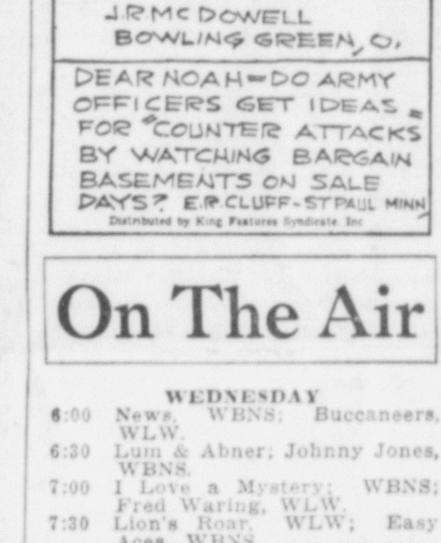 J.R. MCDOWELL
BOWLING GREEN, O.
DEAR NOAH=DO ARMY
OFFICERS GET IDEAS
FOR "COUNTER ATTACKS"
BY WATCHING BARGAIN
BASEMENTS ON SALE
DAYS? E.R. CLUFF-ST PAUL MINN
Distributed by King Features Syndicate, Inc
On The Air
WEDNESDAY
6:00 News, WBNS; Buccaneers,
WLW.
6:30 Lum & Abner; Johnny Jones,
WBNS.
7:00 I Love a Mystery; WBNS;
Fred Waring, WLW.
7:30 Lion's Roar, WLW; Easy
Aces, WBNS